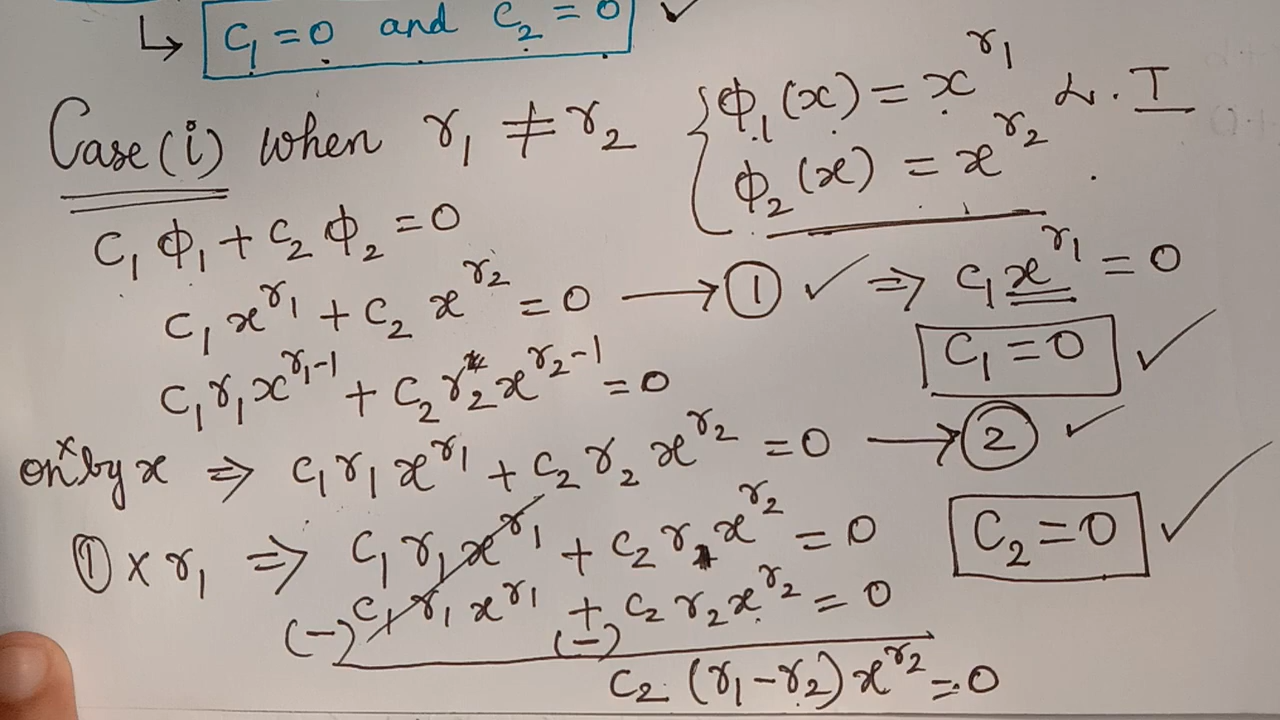 ↳ C₁ = 0 and C₂ = 0 ✓
Case (i) when r₁ ≠ r₂
{ ϕ₁(x) = x^r₁
ϕ₂(x) = x^r₂
L.I
C₁ϕ₁ + C₂ϕ₂ = 0
C₁x^r₁ + C₂x^r₂ = 0 → ① ✓ ⇒ C₁x^r₁ = 0
C₁ = 0 ✓
C₁r₁x^(r₁-1) + C₂r₂x^(r₂-1) = 0
onˣ by x ⇒ C₁r₁x^r₁ + C₂r₂x^r₂ = 0 → ② ✓
① × r₁ ⇒ C₁r₁x^r₁ + C₂r₁x^r₂ = 0
C₂ = 0 ✓
(-) C₁r₁x^r₁ + (-) C₂r₂x^r₂ = 0
C₂(r₁-r₂)x^r₂ = 0